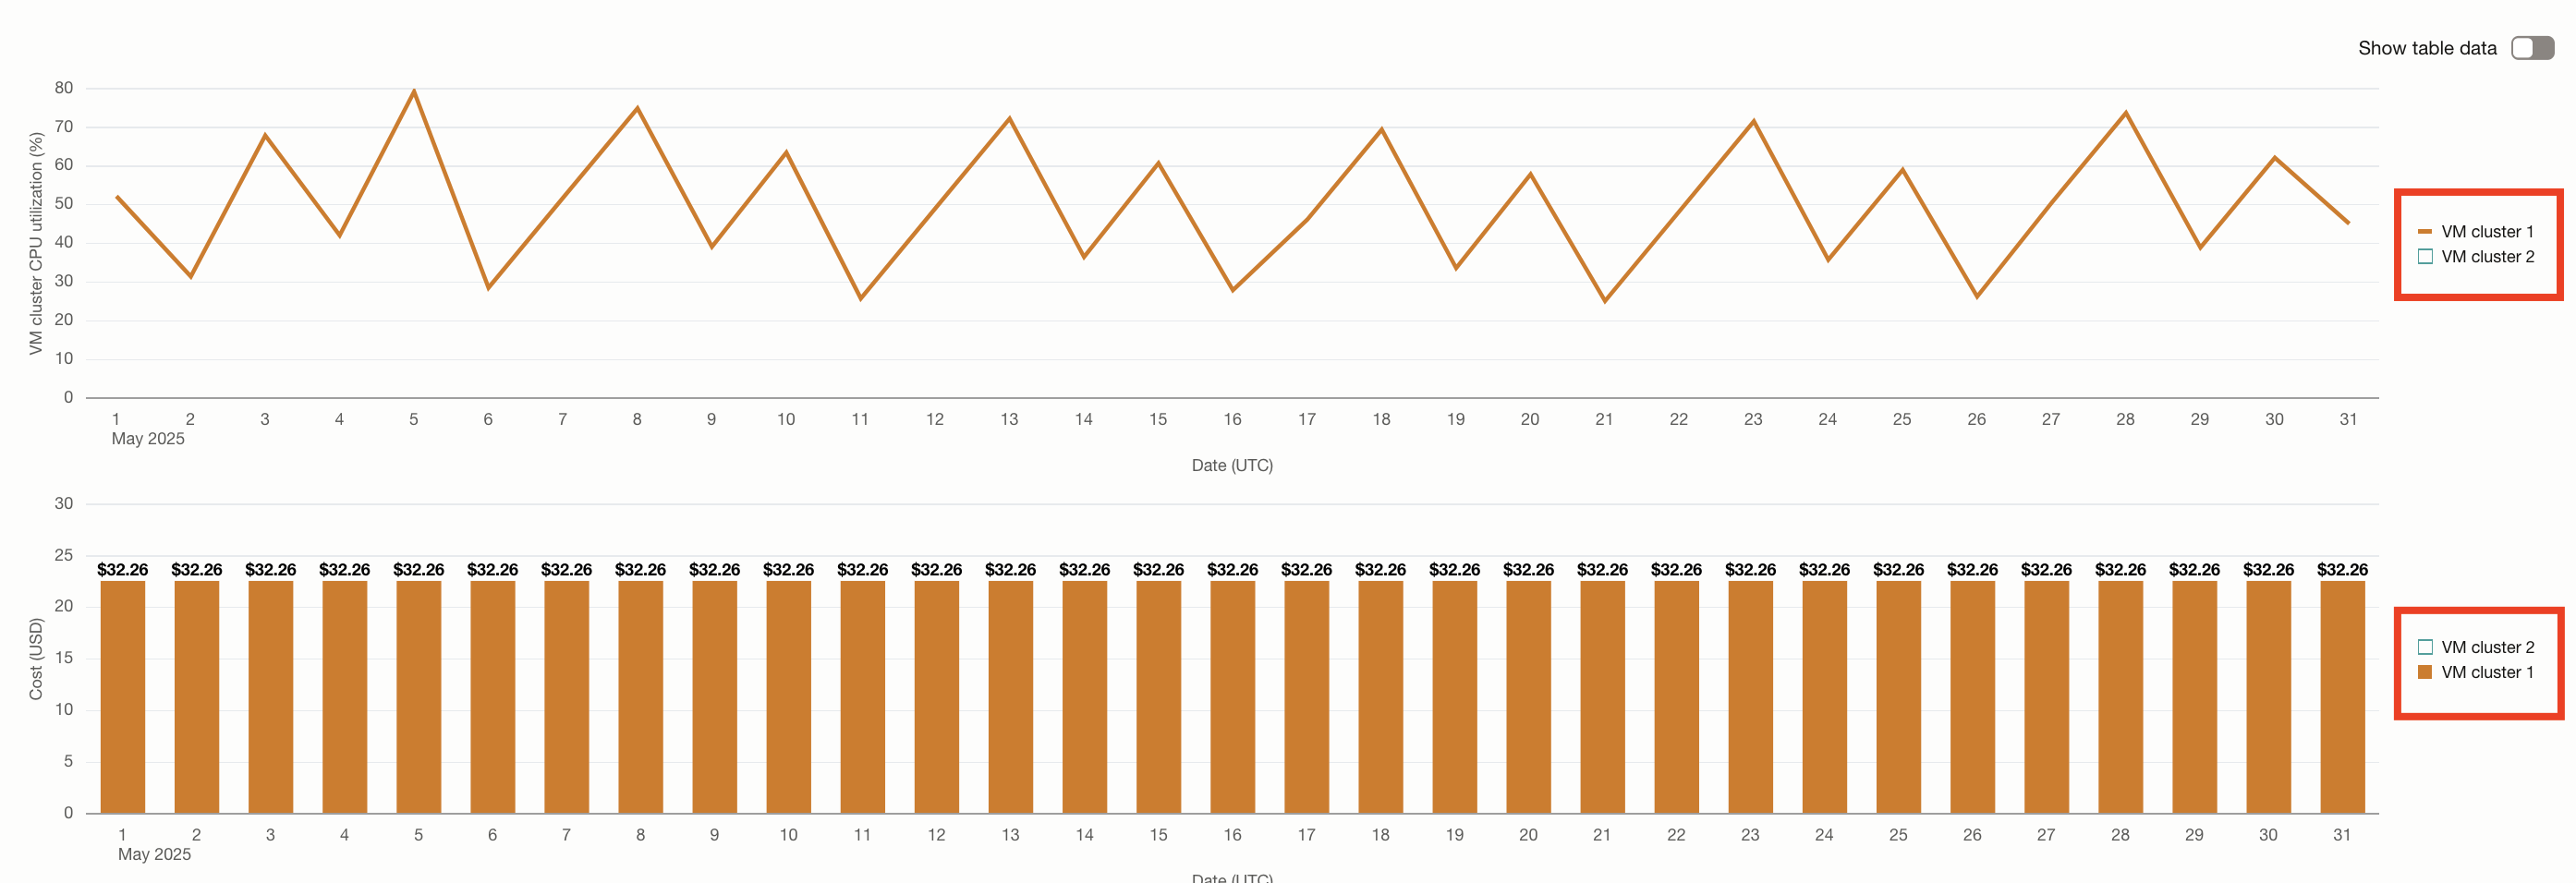 Show table data
VM cluster CPU utilization (%)
80
70
60
50
40
30
20
10
0
1 2 3 4 5 6 7 8 9 10 11 12 13 14 15 16 17 18 19 20 21 22 23 24 25 26 27 28 29 30 31
May 2025
Date (UTC)
VM cluster 1
VM cluster 2
Cost (USD)
30
25
20
15
10
5
0
$32.26 $32.26 $32.26 $32.26 $32.26 $32.26 $32.26 $32.26 $32.26 $32.26 $32.26 $32.26 $32.26 $32.26 $32.26 $32.26 $32.26 $32.26 $32.26 $32.26 $32.26 $32.26 $32.26 $32.26 $32.26 $32.26 $32.26 $32.26 $32.26 $32.26 $32.26
1 2 3 4 5 6 7 8 9 10 11 12 13 14 15 16 17 18 19 20 21 22 23 24 25 26 27 28 29 30 31
May 2025
Date (UTC)
VM cluster 2
VM cluster 1